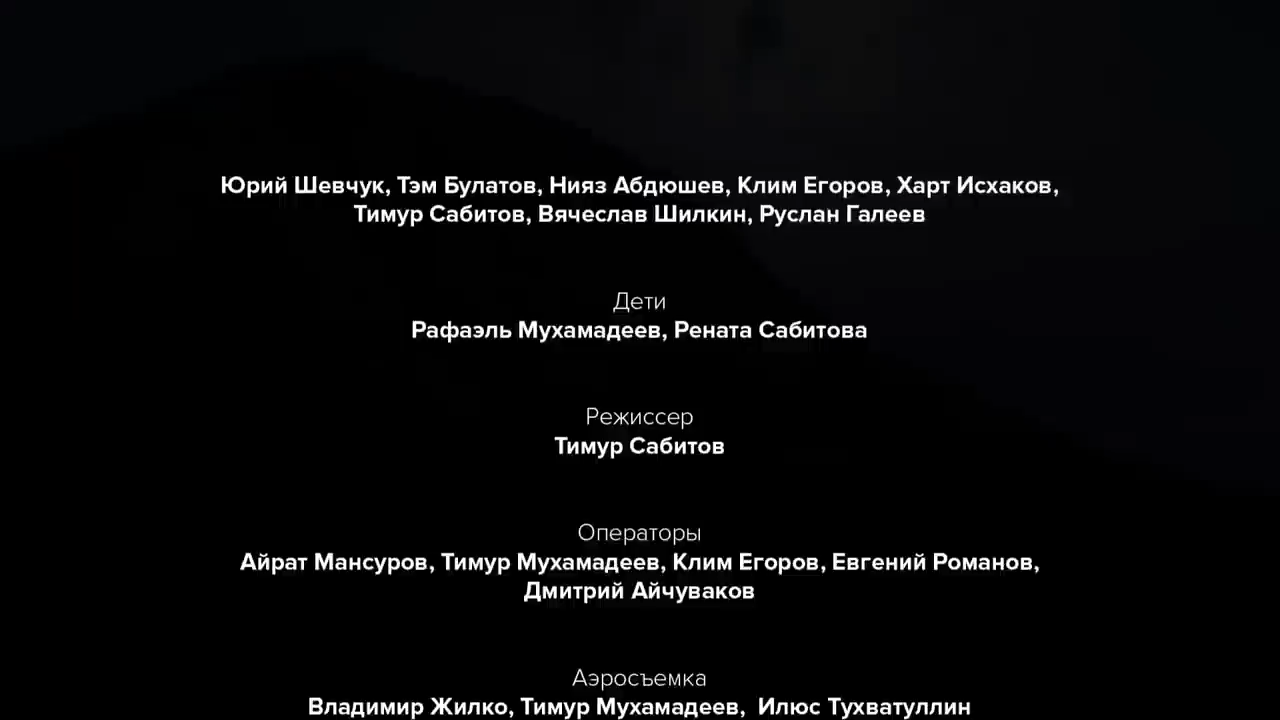 Юрий Шевчук, Тэм Булатов, Нияз Абдюшев, Клим Егоров, Харт Исхаков,
Тимур Сабитов, Вячеслав Шилкин, Руслан Галеев
Дети
Рафаэль Мухамадеев, Рената Сабитова
Режиссер
Тимур Сабитов
Операторы
Айрат Мансуров, Тимур Мухамадеев, Клим Егоров, Евгений Романов,
Дмитрий Айчуваков
Аэросъемка
Владимир Жилко, Тимур Мухамадеев, Илюс Тухватуллин